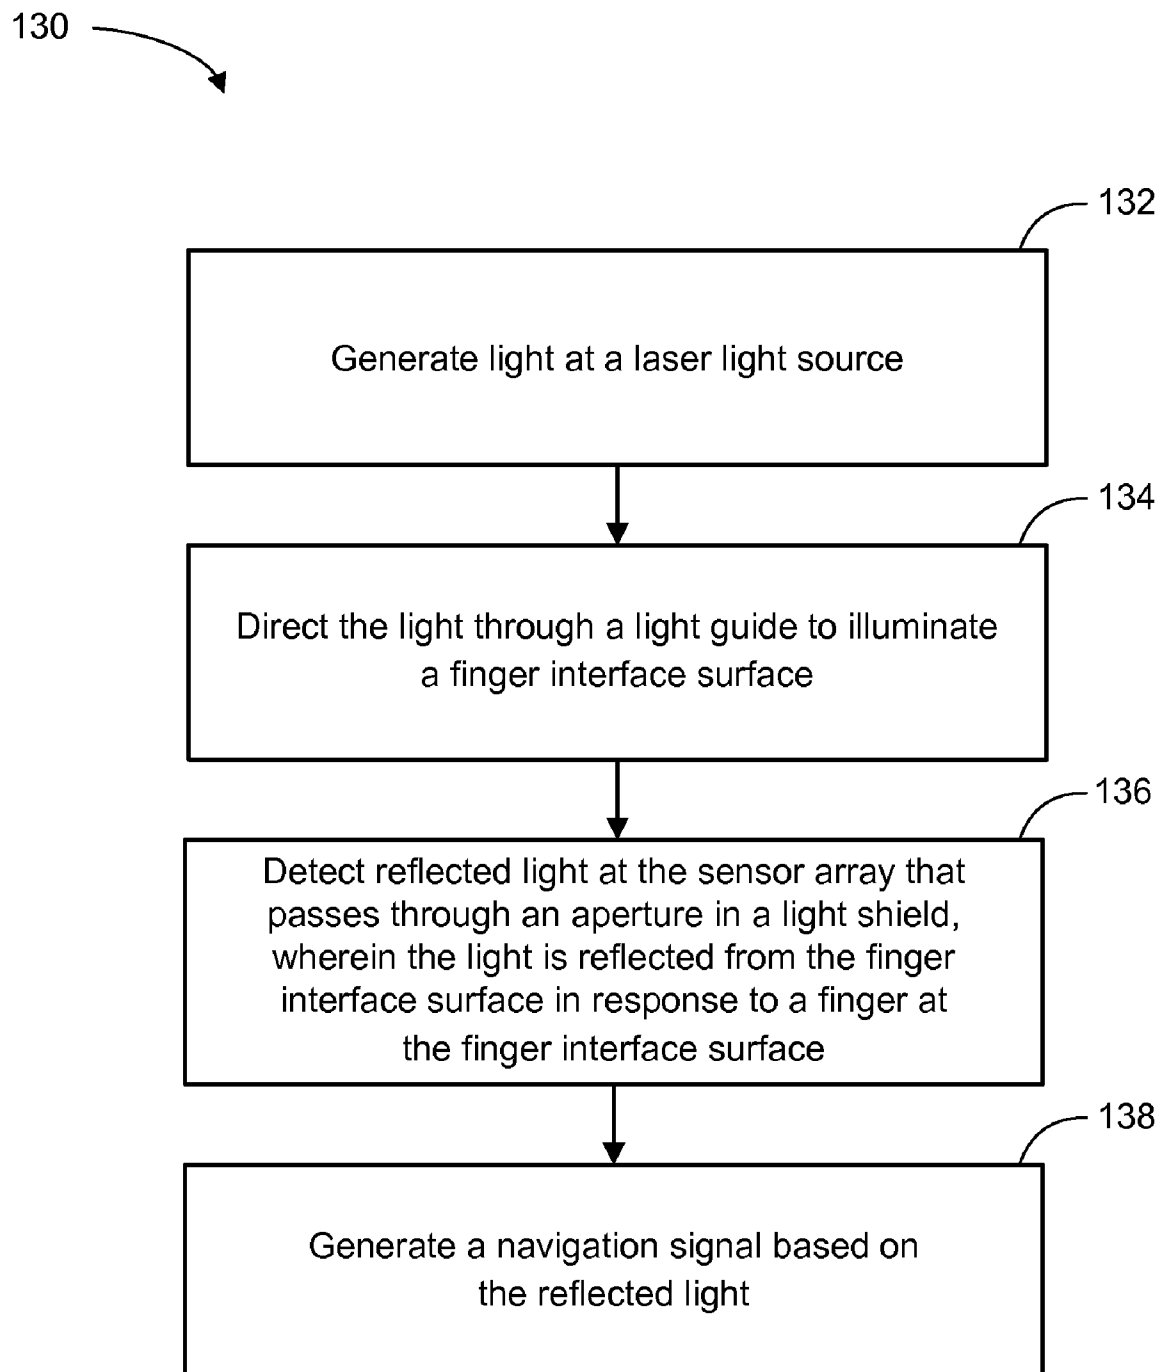 130
132
Generate light at a laser light source
134
Direct the light through a light guide to illuminate
a finger interface surface
136
Detect reflected light at the sensor array that
passes through an aperture in a light shield,
wherein the light is reflected from the finger
interface surface in response to a finger at
the finger interface surface
138
Generate a navigation signal based on
the reflected light